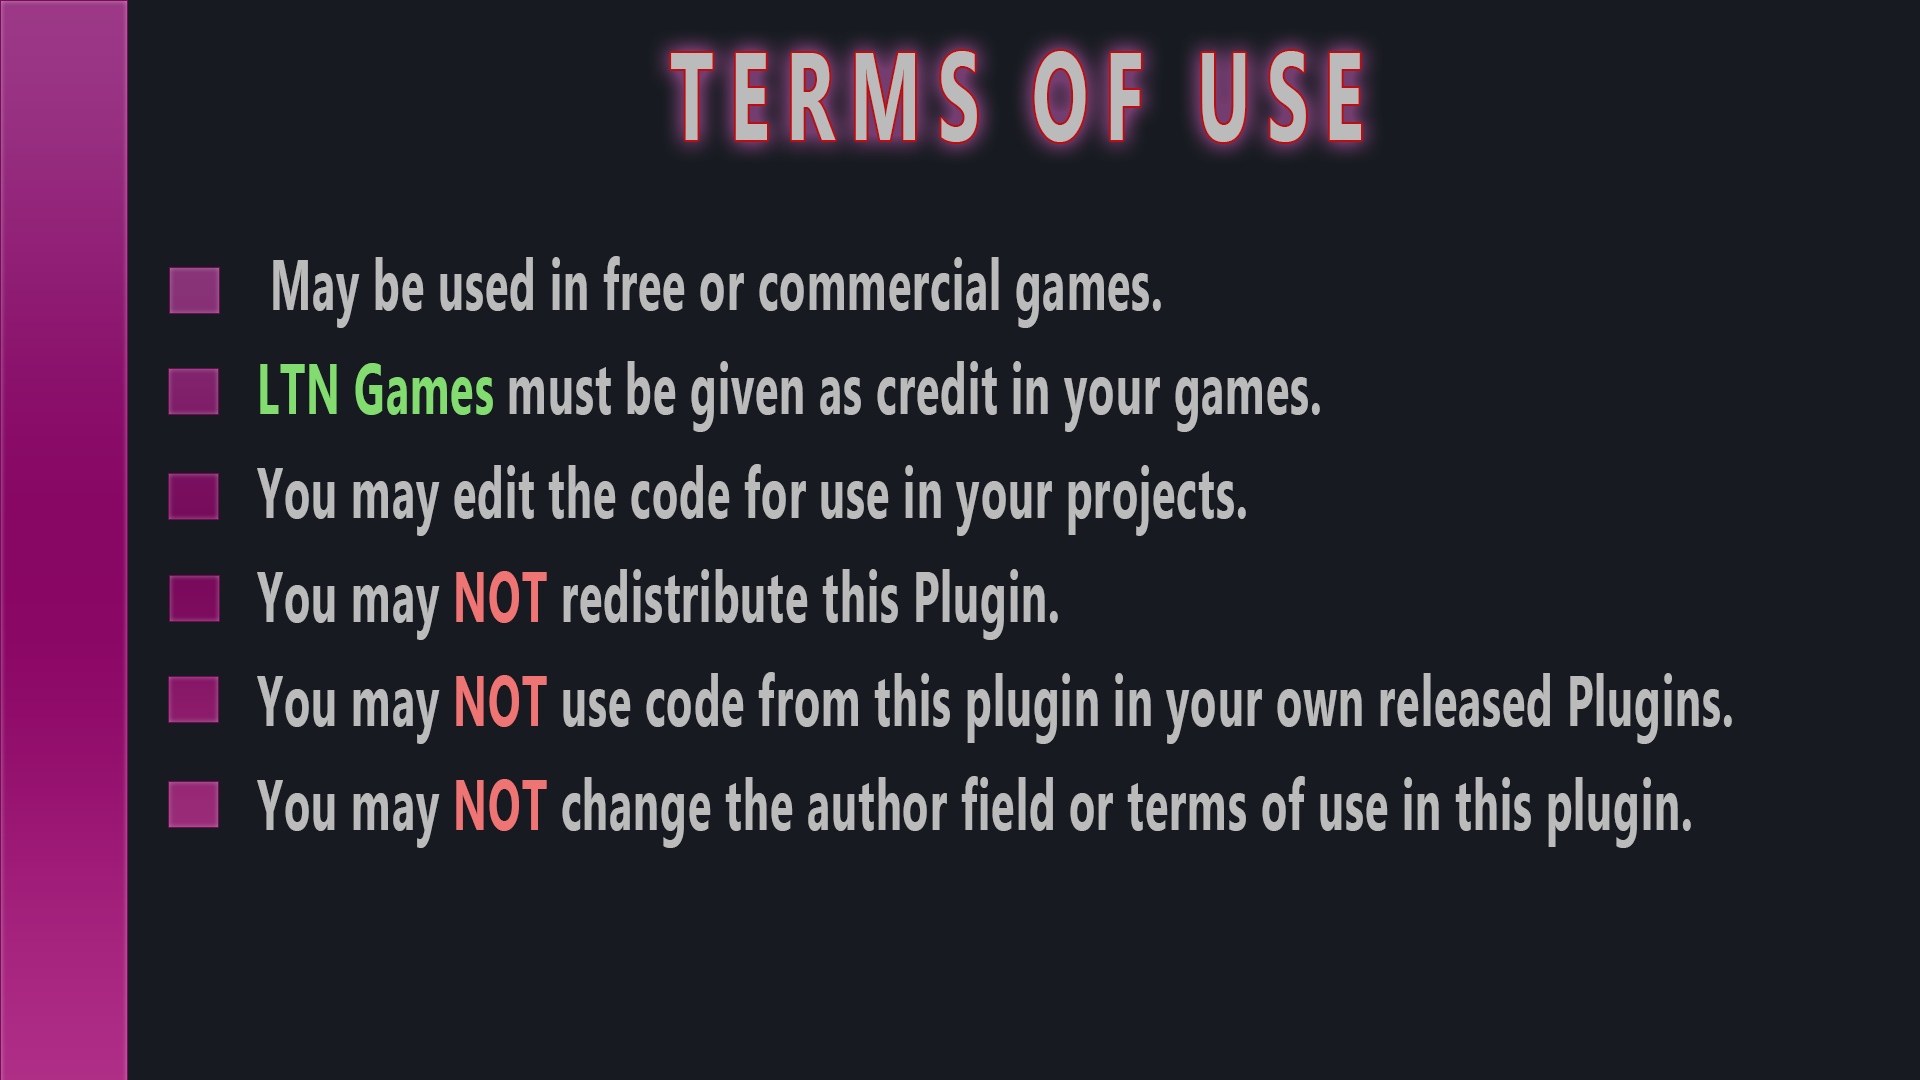 TERMS OF USE
May be used in free or commercial games.
LTN Games must be given as credit in your games.
You may edit the code for use in your projects.
You may NOT redistribute this Plugin.
You may NOT use code from this plugin in your own released Plugins.
You may NOT change the author field or terms of use in this plugin.